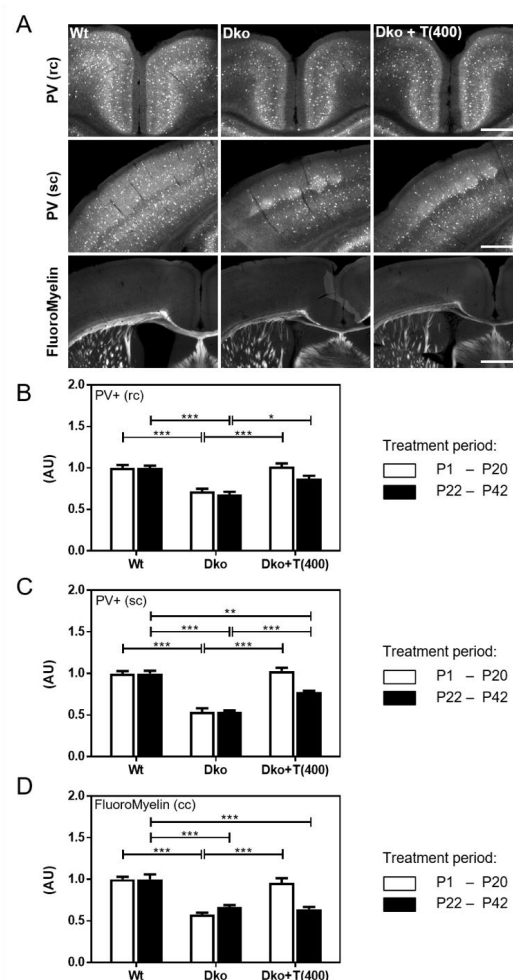 A
Wt
Dko
Dko + T(400)
PV (rc)
PV (sc)
FluoroMyelin
B
PV+ (rc)
2.0
1.5
1.0
0.5
0.0
(AU)
***
*
***
***
Wt
Dko
Dko+T(400)
Treatment period:
P1 – P20
P22 – P42
C
PV+ (sc)
2.0
1.5
1.0
0.5
0.0
(AU)
**
***
***
***
***
Wt
Dko
Dko+T(400)
Treatment period:
P1 – P20
P22 – P42
D
FluoroMyelin (cc)
2.0
1.5
1.0
0.5
0.0
(AU)
***
***
***
***
Wt
Dko
Dko+T(400)
Treatment period:
P1 – P20
P22 – P42